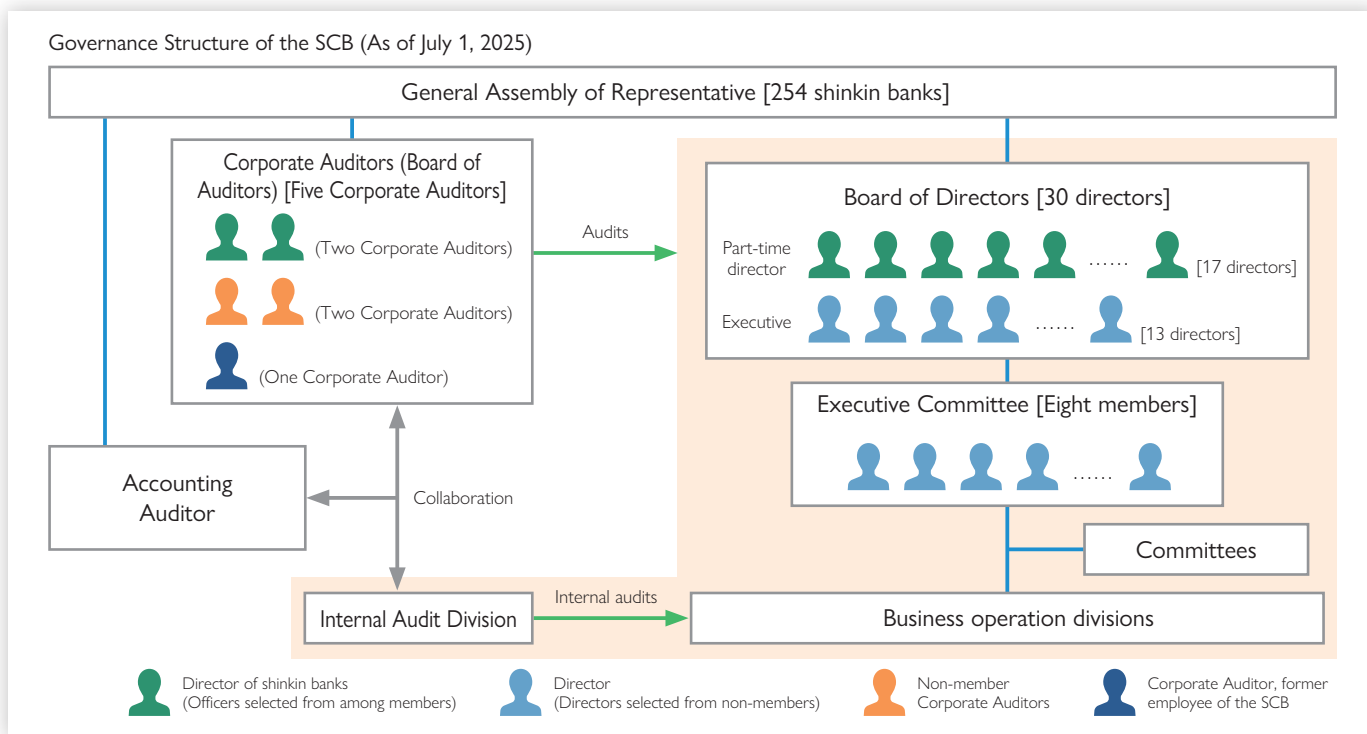 Governance Structure of the SCB (As of July 1, 2025)
General Assembly of Representative [254 shinkin banks]
Corporate Auditors (Board of
Auditors) [Five Corporate Auditors]
(Two Corporate Auditors)
(Two Corporate Auditors)
(One Corporate Auditor)
Audits
Board of Directors [30 directors]
Part-time
director
...... [17 directors]
Executive
...... [13 directors]
Executive Committee [Eight members]
......
Accounting
Auditor
Collaboration
Committees
Internal Audit Division
Internal audits
Business operation divisions
Director of shinkin banks
(Officers selected from among members)
Director
(Directors selected from non-members)
Non-member
Corporate Auditors
Corporate Auditor, former
employee of the SCB